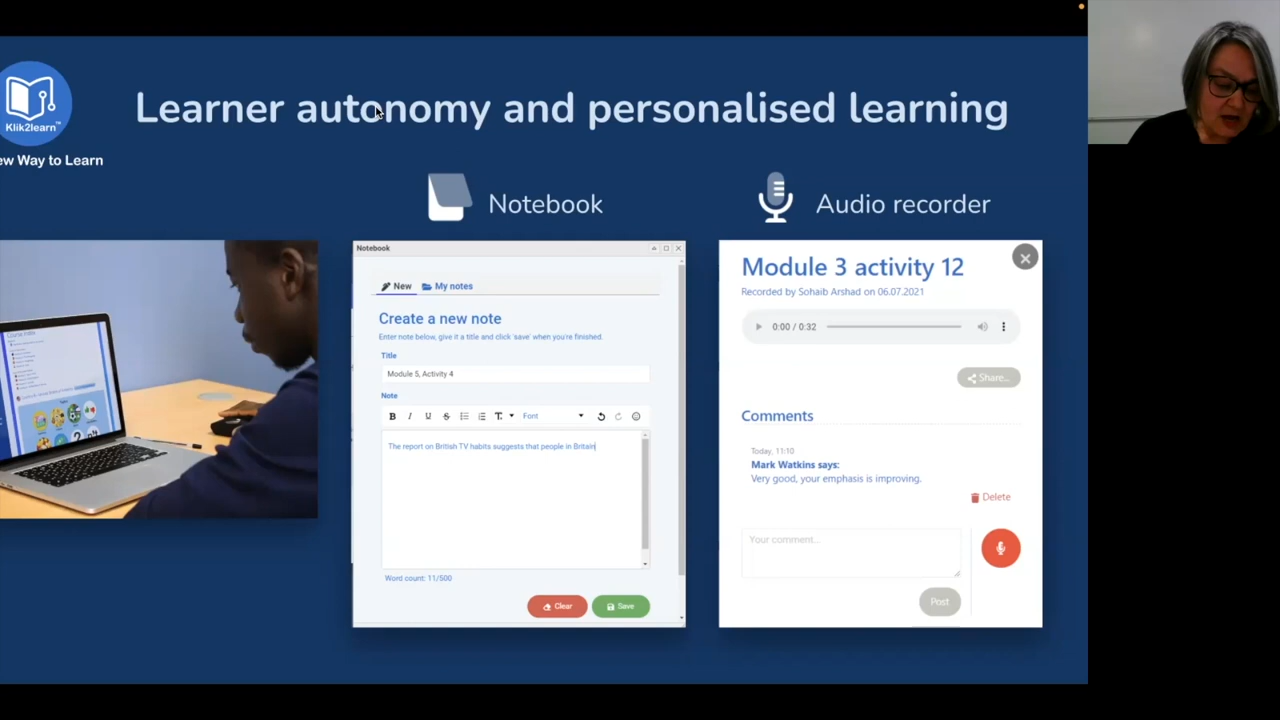 Klik2learn™
ew Way to Learn
Learner autonomy and personalised learning
Notebook
Audio recorder
Notebook
New
My notes
Create a new note
Enter note below, give it a title and click 'save' when you're finished.
Title
Module 5, Activity 4
Note
B I U S T Font
The report on British TV habits suggests that people in Britain
Word count: 11/500
Clear
Save
Module 3 activity 12
Recorded by Sohaib Arshad on 06.07.2021
0:00 / 0:32
Share...
Comments
Today, 11:10
Mark Watkins says:
Very good, your emphasis is improving.
Delete
Your comment...
Post